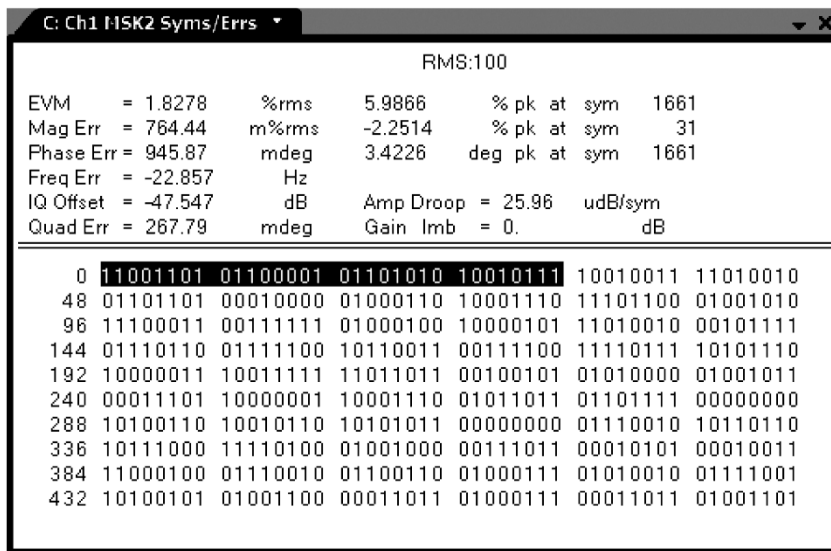 C: Ch1 MSK2 Syms/Errs
RMS:100
EVM = 1.8278 %rms 5.9866 % pk at sym 1661
Mag Err = 764.44 m%rms -2.2514 % pk at sym 31
Phase Err = 945.87 mdeg 3.4226 deg pk at sym 1661
Freq Err = -22.857 Hz
IQ Offset = -47.547 dB Amp Droop = 25.96 udB/sym
Quad Err = 267.79 mdeg Gain Imb = 0. dB
0 11001101 01100001 01101010 10010111 10010011 11010010
48 01101101 00010000 01000110 10001110 11101100 01001010
96 11100011 00111111 01000100 10000101 11010010 00101111
144 01110110 01111100 10110011 00111100 11110111 10101110
192 10000011 10011111 11011011 00100101 01010000 01001011
240 00011101 10000001 10001110 01011011 01101111 00000000
288 10100110 10010110 10101011 00000000 01110010 10110110
336 10111000 11110100 01001000 00111011 00010101 00010011
384 11000100 01110010 01100110 01000111 01010010 01111001
432 10100101 01001100 00011011 01000111 00011011 01001101